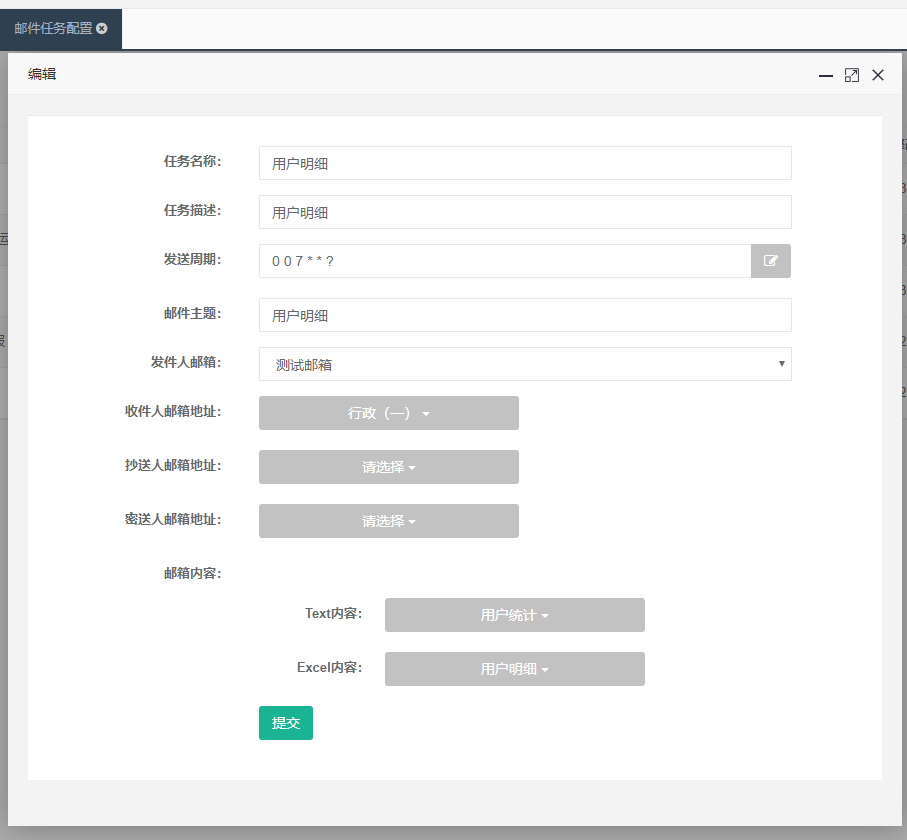 邮件任务配置
编辑
任务名称: 用户明细
任务描述: 用户明细
发送周期: 0 0 7 * * ?
邮件主题: 用户明细
发件人邮箱: 测试邮箱
收件人邮箱地址: 行政（一）
抄送人邮箱地址: 请选择
密送人邮箱地址: 请选择
邮箱内容:
Text内容: 用户统计
Excel内容: 用户明细
提交